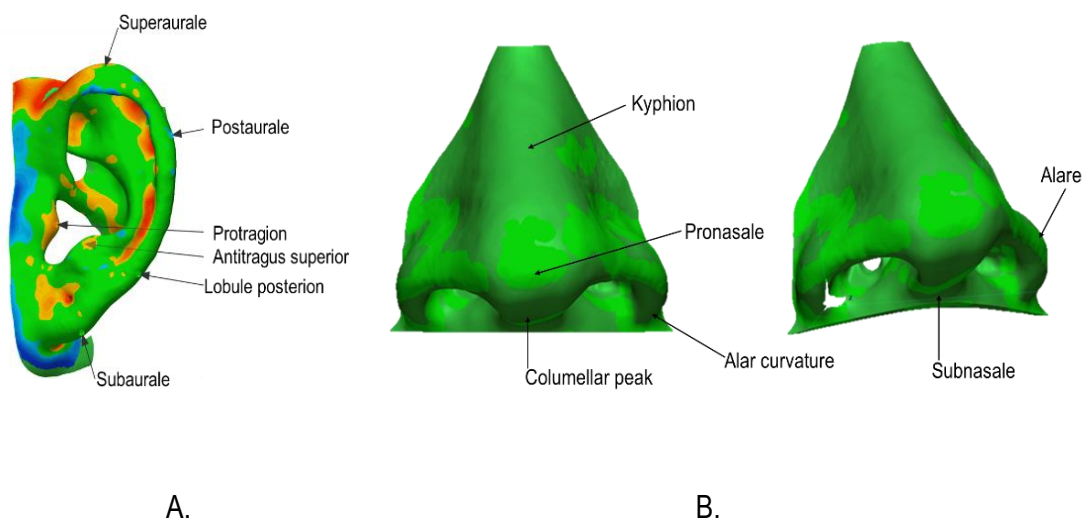 Superaurale
Postaurale
Protragion
Antitragus superior
Lobule posterion
Subaurale
Kyphion
Pronasale
Alar curvature
Columellar peak
Alare
Subnasale
A.
B.